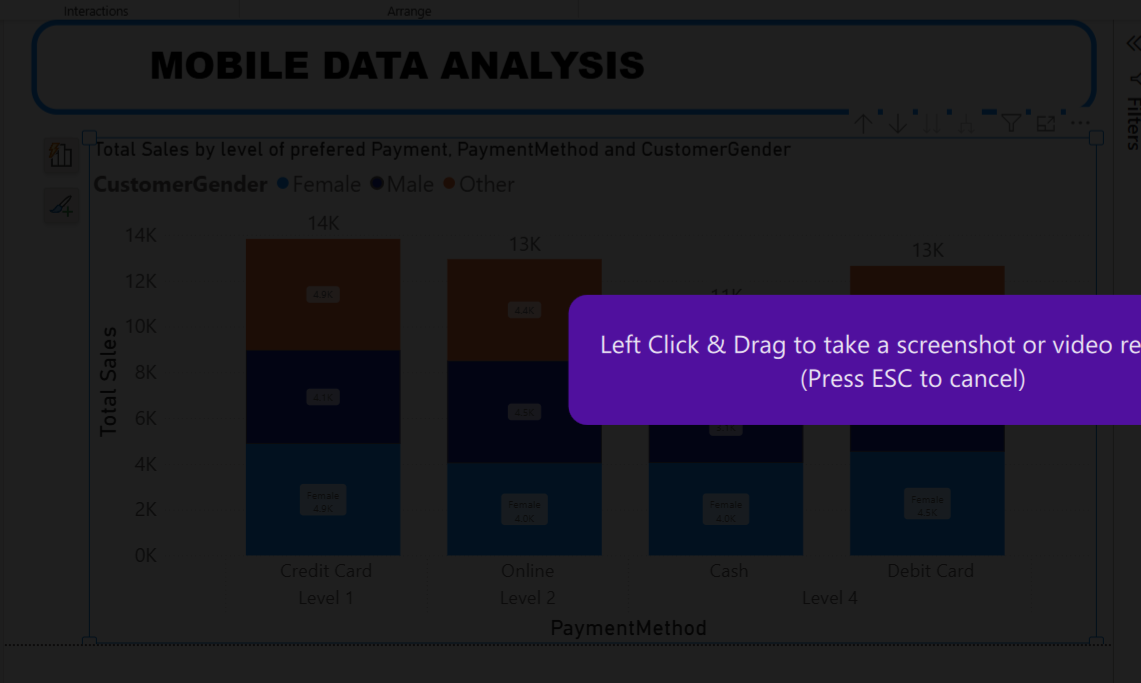 Interactions Arrange
MOBILE DATA ANALYSIS
Filters
Total Sales by level of prefered Payment, PaymentMethod and CustomerGender
CustomerGender Female Male Other
14K 13K 13K
11K
14K
12K
10K
8K
6K
4K
2K
0K
Total Sales
4.9K
4.4K
4.1K
4.5K
Female
4.9K
Female
4.0K
Female
4.0K
Female
4.5K
Left Click & Drag to take a screenshot or video re
(Press ESC to cancel)
Credit Card Online Cash Debit Card
Level 1 Level 2 Level 4
PaymentMethod